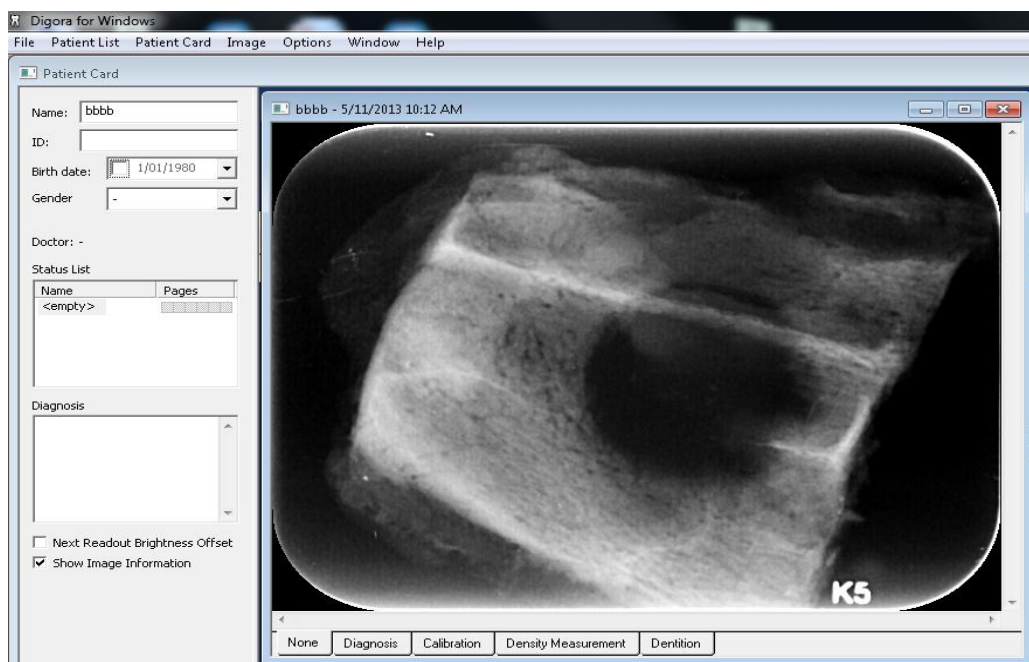 Digora for Windows
File Patient List Patient Card Image Options Window Help
Patient Card
Name: bbbb
ID:
Birth date: 1/01/1980
Gender -
Doctor: -
Status List
Name Pages
<empty>
Diagnosis
Next Readout Brightness Offset
Show Image Information
bbbb - 5/11/2013 10:12 AM
K5
None Diagnosis Calibration Density Measurement Dentition